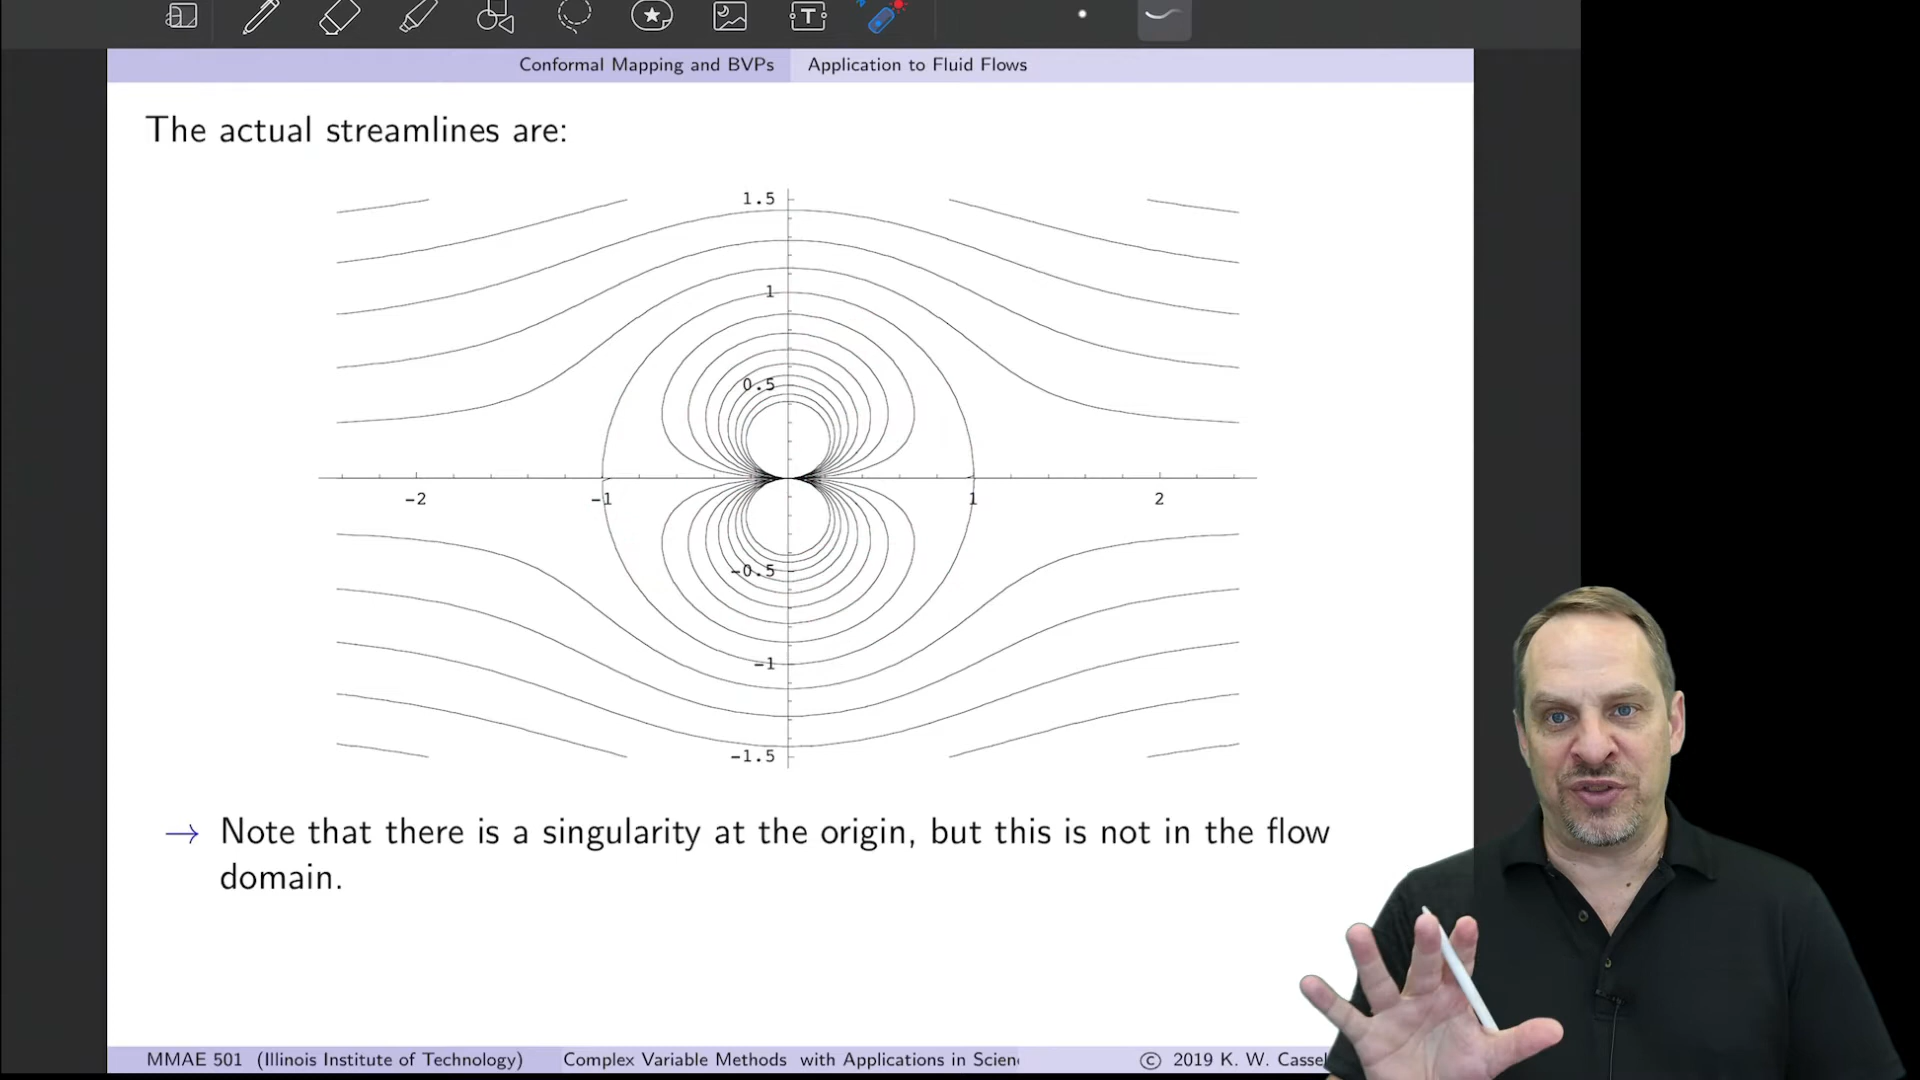 Conformal Mapping and BVPs Application to Fluid Flows
The actual streamlines are:
1.5
1
0.5
-2 -1 1 2
-0.5
-1
-1.5
→ Note that there is a singularity at the origin, but this is not in the flow
domain.
MMAE 501 (Illinois Institute of Technology) Complex Variable Methods with Applications in Scien © 2019 K. W. Cassel